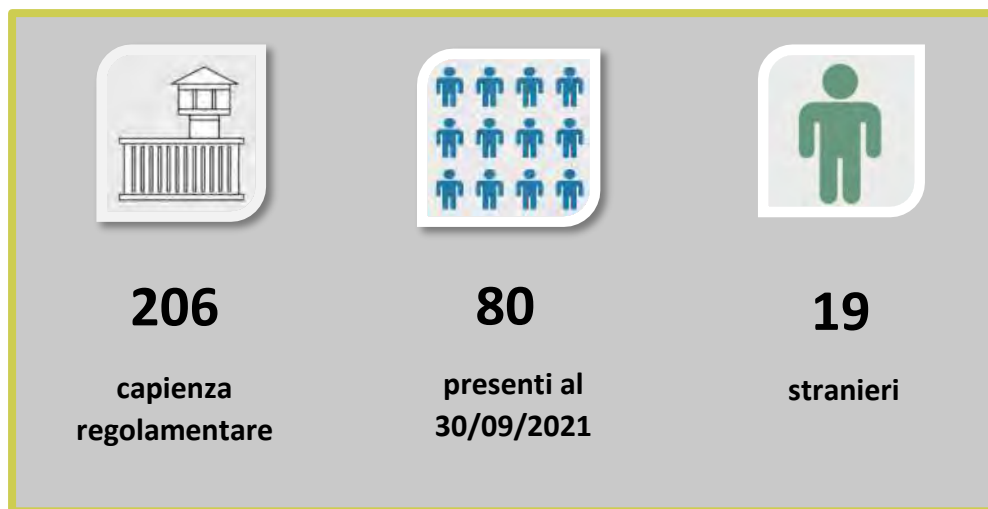 206
capienza
regolamentare
80
presenti al
30/09/2021
19
stranieri